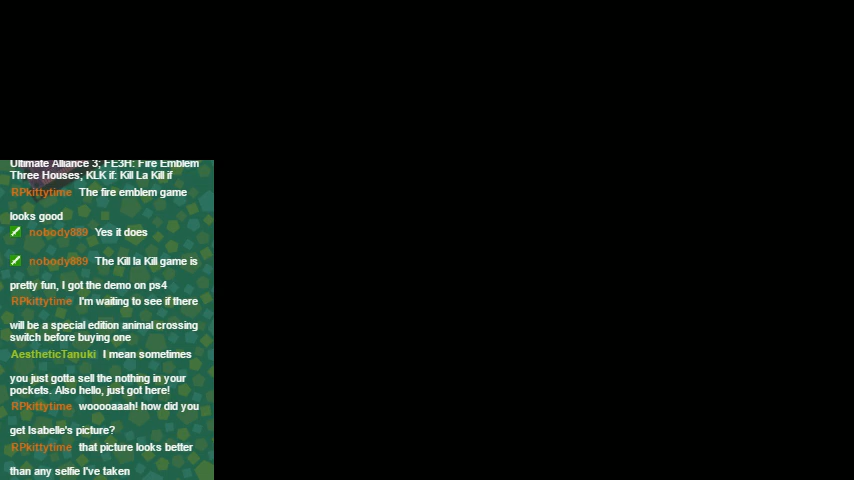 Ultimate Alliance 3; FE3H: Fire Emblem
Three Houses; KLK if: Kill La Kill if
RPkittytime The fire emblem game
looks good
nobody889 Yes it does
nobody889 The Kill la Kill game is
pretty fun, I got the demo on ps4
RPkittytime I'm waiting to see if there
will be a special edition animal crossing
switch before buying one
AestheticTanuki I mean sometimes
you just gotta sell the nothing in your
pockets. Also hello, just got here!
RPkittytime wooooaaah! how did you
get Isabelle's picture?
RPkittytime that picture looks better
than any selfie I've taken